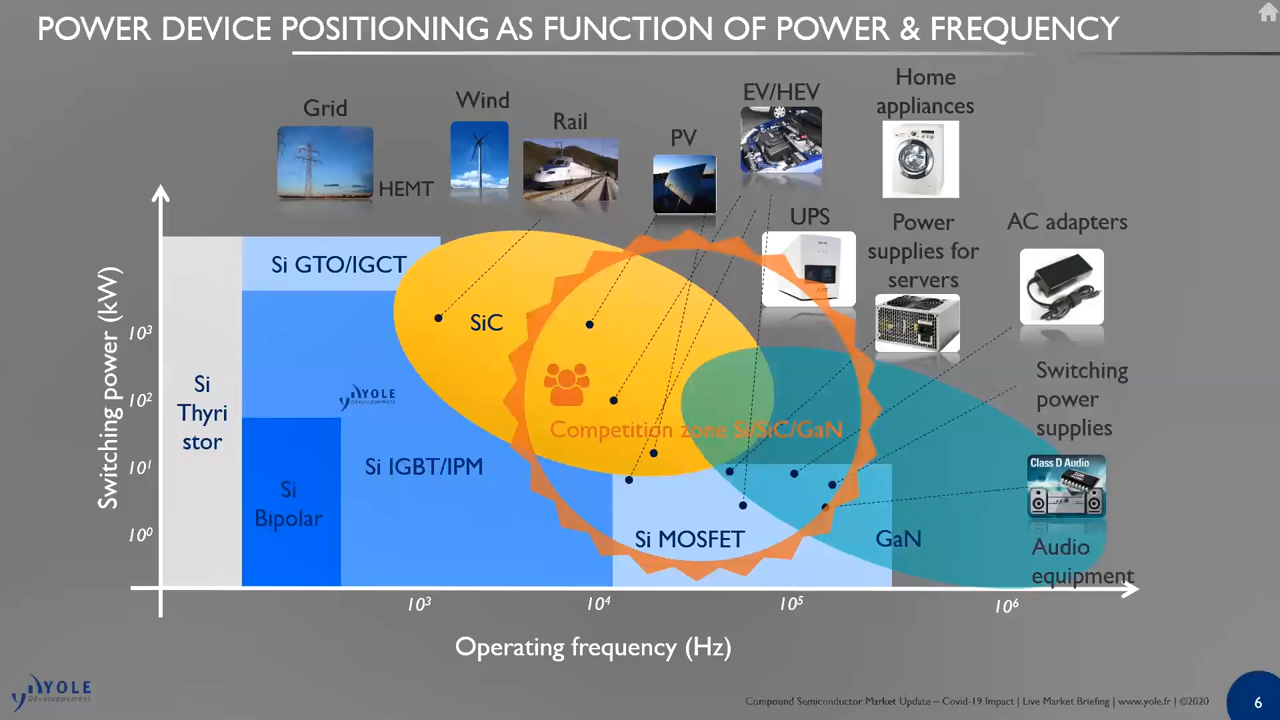 POWER DEVICE POSITIONING AS FUNCTION OF POWER & FREQUENCY
Grid
Wind
Rail
PV
EV/HEV
Home
appliances
HEMT
UPS
Power
supplies for
servers
AC adapters
Switching power (kW)
Si GTO/IGCT
SiC
10³
10²
10¹
10⁰
Si
Thyri
stor
YOLE
Développement
Competition zone Si/SiC/GaN
Switching
power
supplies
Si IGBT/IPM
Si
Bipolar
Class D Audio
Si MOSFET
GaN
Audio
equipment
10³
10⁴
10⁵
10⁶
Operating frequency (Hz)
YOLE
Développement
Compound Semiconductor Market Update – Covid-19 Impact | Live Market Briefing | www.yole.fr | ©2020
6